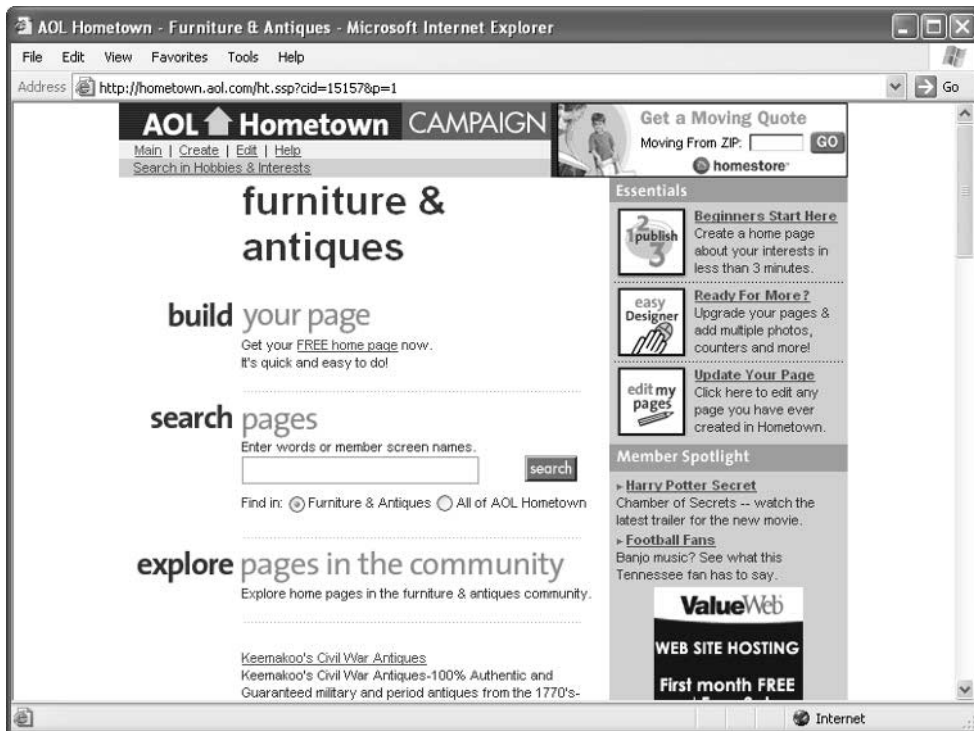 AOL Hometown - Furniture & Antiques - Microsoft Internet Explorer
File Edit View Favorites Tools Help
Address http://hometown.aol.com/ht.ssp?cid=15157&p=1 Go
AOL Hometown CAMPAIGN
Main | Create | Edit | Help
Search in Hobbies & Interests
Get a Moving Quote
Moving From ZIP: GO
homestore
furniture &
antiques
build your page
Get your FREE home page now.
It's quick and easy to do!
search pages
Enter words or member screen names.
search
Find in: Furniture & Antiques All of AOL Hometown
explore pages in the community
Explore home pages in the furniture & antiques community.
Keemakoo's Civil War Antiques
Keemakoo's Civil War Antiques-100% Authentic and
Guaranteed military and period antiques from the 1770's-
Essentials
1 2 3 publish
Beginners Start Here
Create a home page
about your interests in
less than 3 minutes.
easy
Designer
Ready For More?
Upgrade your pages &
add multiple photos,
counters and more!
edit my
pages
Update Your Page
Click here to edit any
page you have ever
created in Hometown.
Member Spotlight
Harry Potter Secret
Chamber of Secrets -- watch the
latest trailer for the new movie.
Football Fans
Banjo music? See what this
Tennessee fan has to say.
ValueWeb
WEB SITE HOSTING
First month FREE
Internet